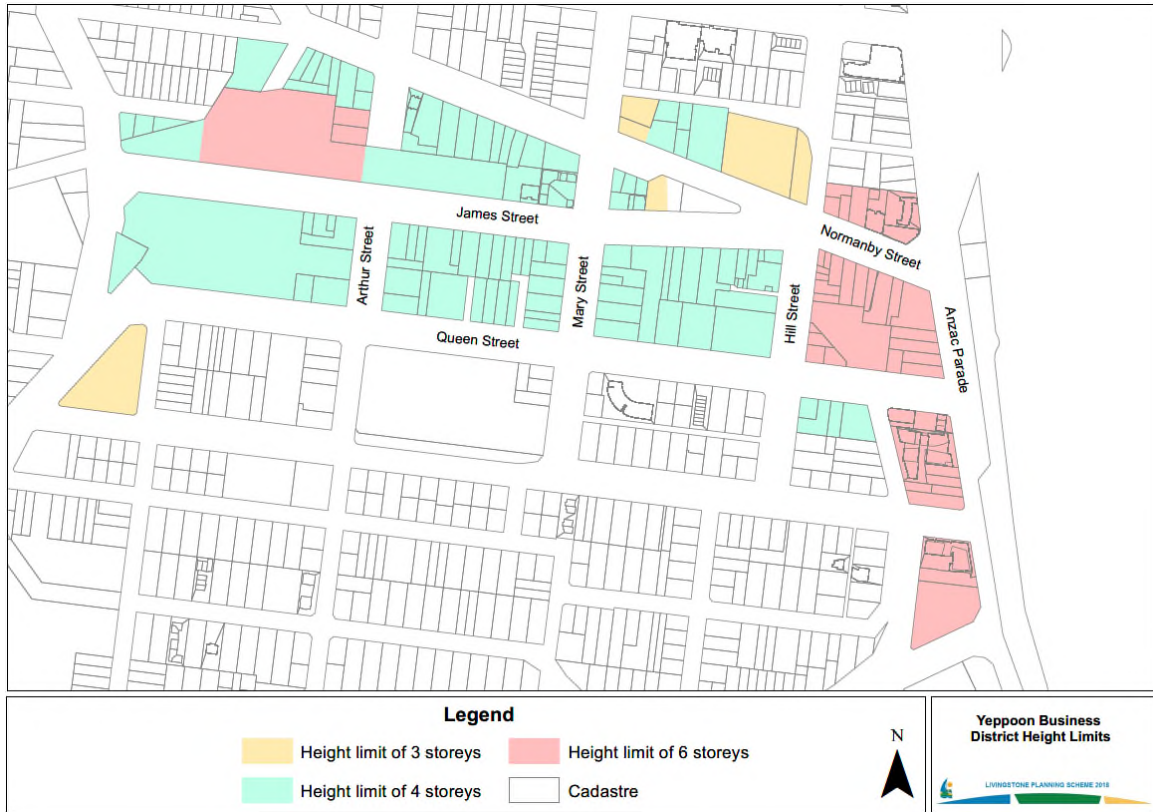 James Street
Normanby Street
Arthur Street
Mary Street
Hill Street
Anzac Parade
Queen Street
Legend
Height limit of 3 storeys
Height limit of 6 storeys
Height limit of 4 storeys
Cadastre
N
Yeppoon Business
District Height Limits
LIVINGSTONE PLANNING SCHEME 2018